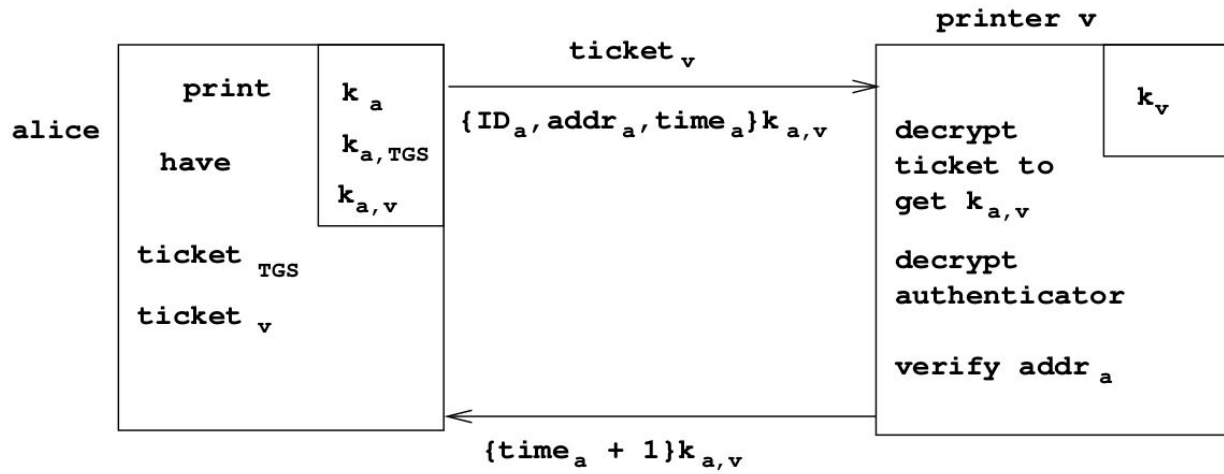 printer v
alice
print
have
ticket TGS
ticket v
k a
k a,TGS
k a,v
ticket v
{ID a, addr a, time a}k a,v
k v
decrypt
ticket to
get k a,v
decrypt
authenticator
verify addr a
{time a + 1}k a,v